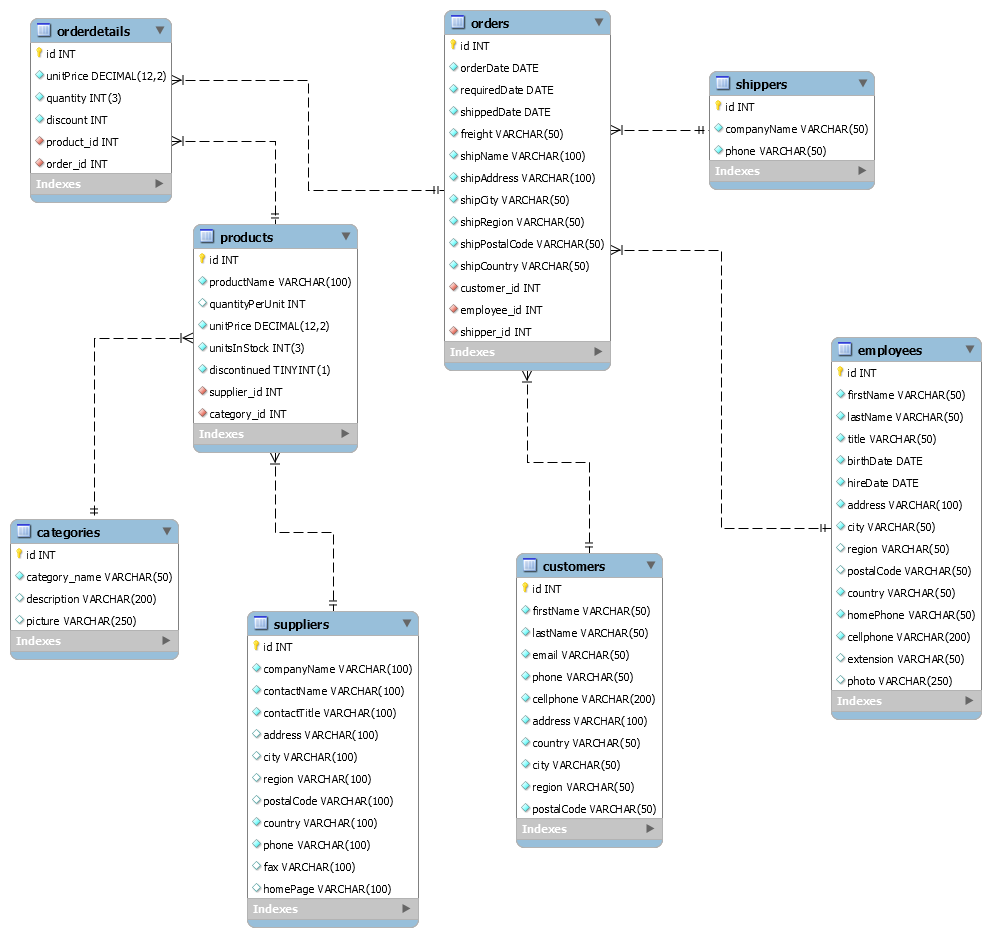 orderdetails
id INT
unitPrice DECIMAL(12,2)
quantity INT(3)
discount INT
product_id INT
order_id INT
Indexes
orders
id INT
orderDate DATE
requiredDate DATE
shippedDate DATE
freight VARCHAR(50)
shipName VARCHAR(100)
shipAddress VARCHAR(100)
shipCity VARCHAR(50)
shipRegion VARCHAR(50)
shipPostalCode VARCHAR(50)
shipCountry VARCHAR(50)
customer_id INT
employee_id INT
shipper_id INT
Indexes
shippers
id INT
companyName VARCHAR(50)
phone VARCHAR(50)
Indexes
products
id INT
productName VARCHAR(100)
quantityPerUnit INT
unitPrice DECIMAL(12,2)
unitsInStock INT(3)
discontinued TINYINT(1)
supplier_id INT
category_id INT
Indexes
employees
id INT
firstName VARCHAR(50)
lastName VARCHAR(50)
title VARCHAR(50)
birthDate DATE
hireDate DATE
address VARCHAR(100)
city VARCHAR(50)
region VARCHAR(50)
postalCode VARCHAR(50)
country VARCHAR(50)
homePhone VARCHAR(50)
cellphone VARCHAR(200)
extension VARCHAR(50)
photo VARCHAR(250)
Indexes
categories
id INT
category_name VARCHAR(50)
description VARCHAR(200)
picture VARCHAR(250)
Indexes
customers
id INT
firstName VARCHAR(50)
lastName VARCHAR(50)
email VARCHAR(50)
phone VARCHAR(50)
cellphone VARCHAR(200)
address VARCHAR(100)
country VARCHAR(50)
city VARCHAR(50)
region VARCHAR(50)
postalCode VARCHAR(50)
Indexes
suppliers
id INT
companyName VARCHAR(100)
contactName VARCHAR(100)
contactTitle VARCHAR(100)
address VARCHAR(100)
city VARCHAR(100)
region VARCHAR(100)
postalCode VARCHAR(100)
country VARCHAR(100)
phone VARCHAR(100)
fax VARCHAR(100)
homePage VARCHAR(100)
Indexes